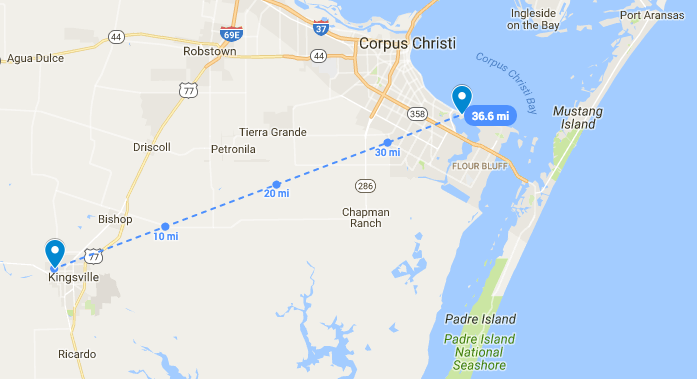 Ingleside
on the Bay
Port Aransas
44
69E
37
Corpus Christi
Robstown
44
Agua Dulce
Corpus Christi Bay
77
358
36.6 mi
Mustang
Island
Tierra Grande
Driscoll
Petronila
30 mi
FLOUR BLUFF
20 mi
286
Bishop
Chapman
Ranch
10 mi
77
Kingsville
Padre Island
Padre Island
National
Seashore
Ricardo